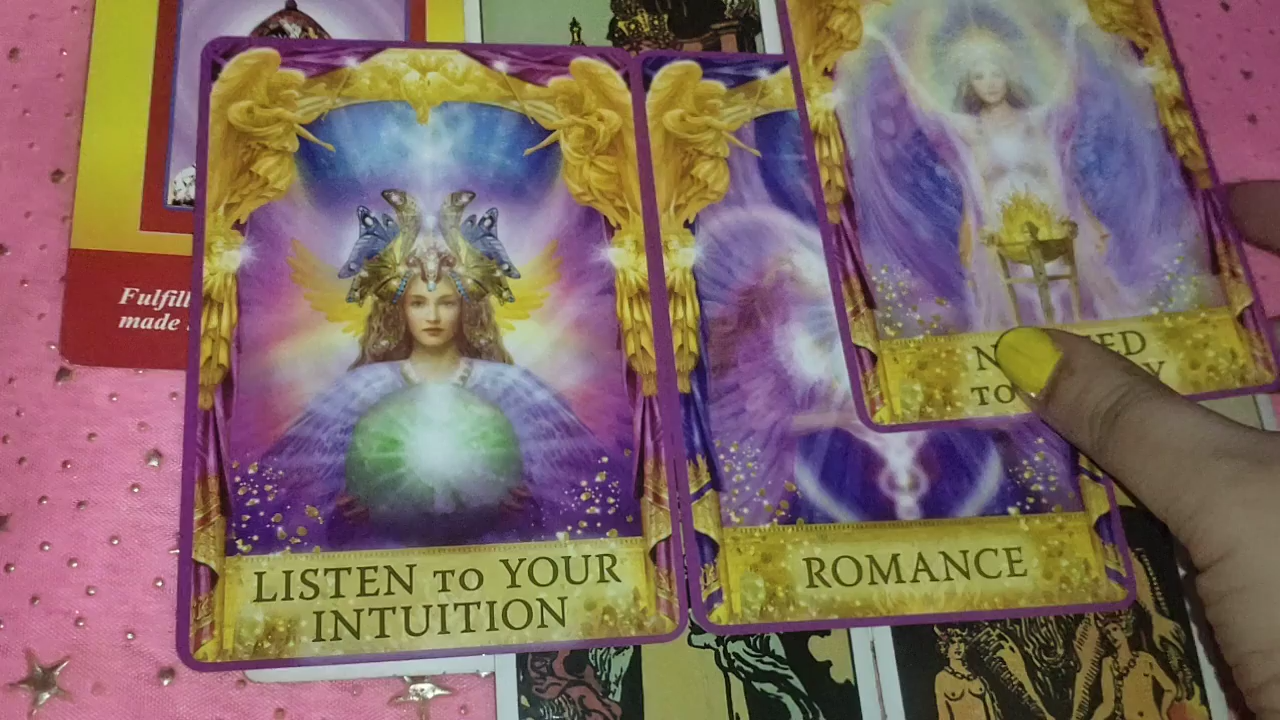 Fulfill
made
LISTEN TO YOUR
INTUITION
ROMANCE
TO